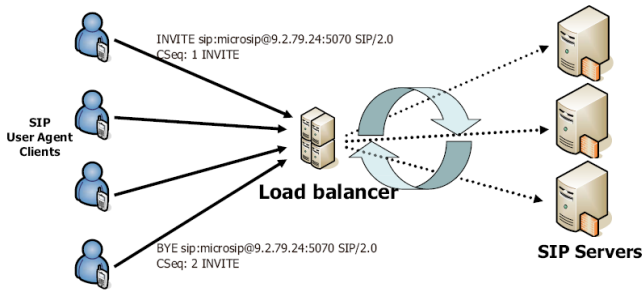 INVITE sip:microsip@9.2.79.24:5070 SIP/2.0
CSeq: 1 INVITE
SIP
User Agent
Clients
Load balancer
BYE sip:microsip@9.2.79.24:5070 SIP/2.0
CSeq: 2 INVITE
SIP Servers